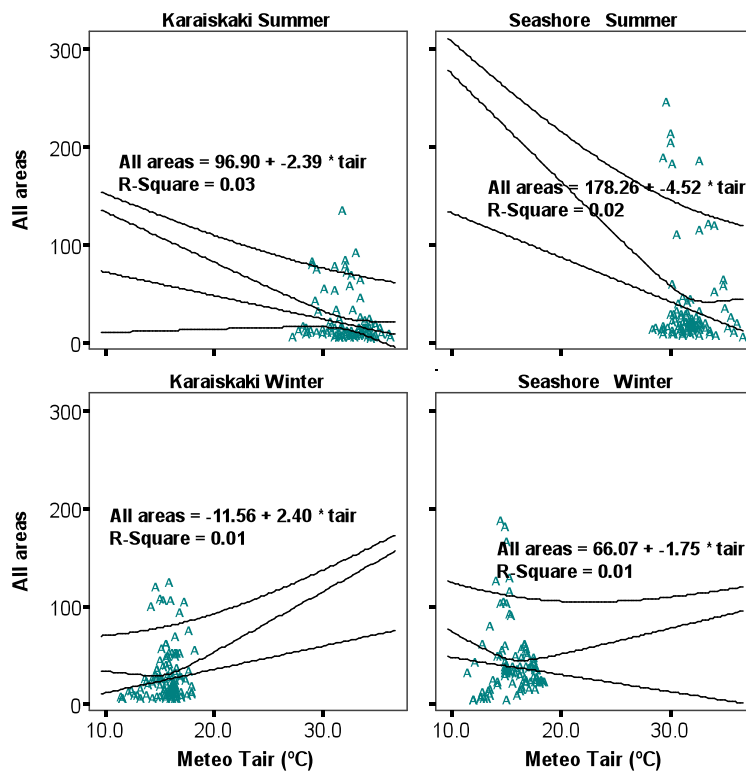 Karaiskaki Summer
Seashore Summer
300
200
100
0
All areas
All areas = 96.90 + -2.39 * tair
R-Square = 0.03
All areas = 178.26 + -4.52 * tair
R-Square = 0.02
Karaiskaki Winter
Seashore Winter
300
200
100
0
All areas
All areas = -11.56 + 2.40 * tair
R-Square = 0.01
All areas = 66.07 + -1.75 * tair
R-Square = 0.01
10.0 20.0 30.0
10.0 20.0 30.0
Meteo Tair (ºC)
Meteo Tair (ºC)